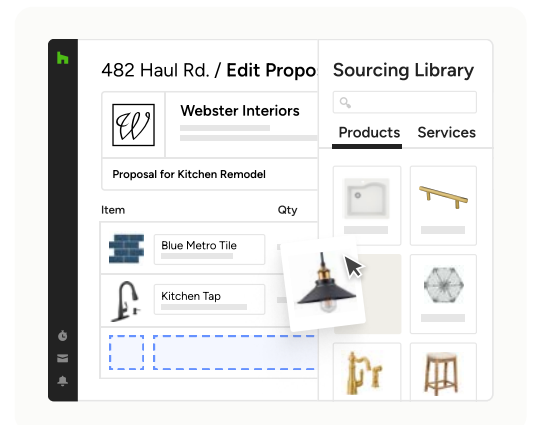 482 Haul Rd. / Edit Propo
Sourcing Library
W
Webster Interiors
Products
Services
Proposal for Kitchen Remodel
Item
Qty
Blue Metro Tile
Kitchen Tap